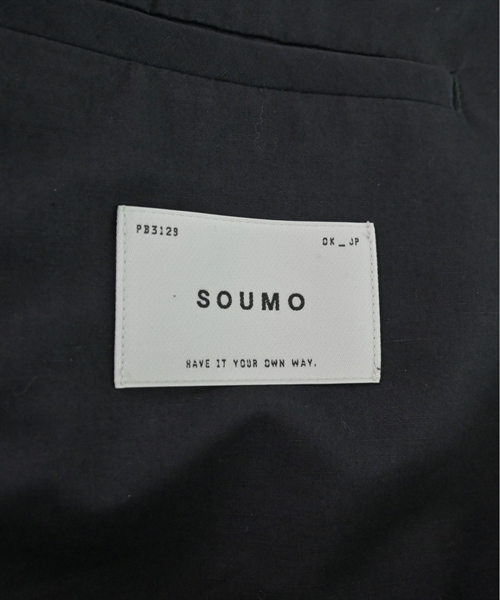 PB3129
DK_JP
SOUMO
HAVE IT YOUR OWN WAY.